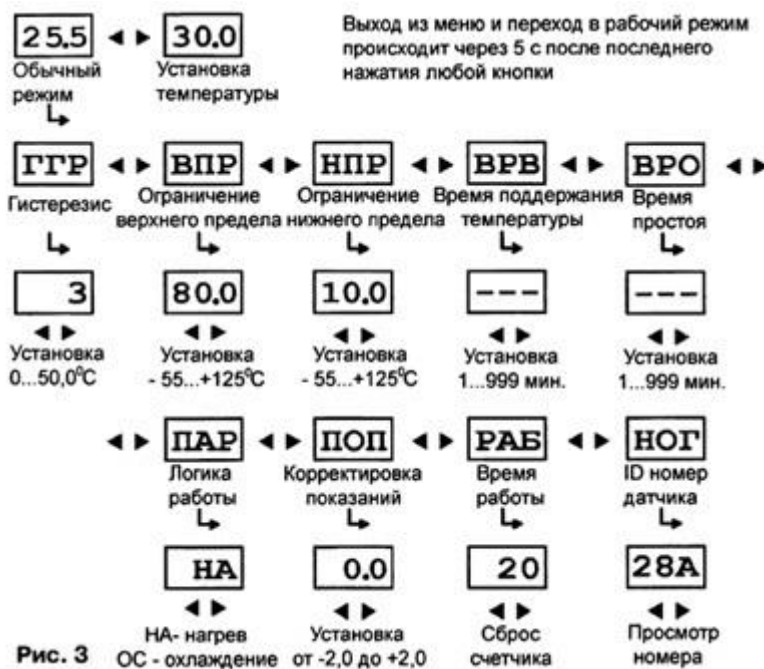 25.5
30.0
Выход из меню и переход в рабочий режим
происходит через 5 с после последнего
нажатия любой кнопки
Обычный
режим
Установка
температуры
ГГР
ВПР
НПР
ВРВ
ВРО
Гистерезис
Ограничение
верхнего предела
Ограничение
нижнего предела
Время поддержания
температуры
Время
простоя
3
80.0
10.0
---
---
Установка
0...50,0⁰С
Установка
- 55...+125⁰С
Установка
- 55...+125⁰С
Установка
1...999 мин.
Установка
1...999 мин.
ПАР
ПОП
РАБ
НОГ
Логика
работы
Корректировка
показаний
Время
работы
ID номер
датчика
НА
0.0
20
28А
НА- нагрев
ОС - охлаждение
Установка
от -2,0 до +2,0
Сброс
счетчика
Просмотр
номера
Рис. 3